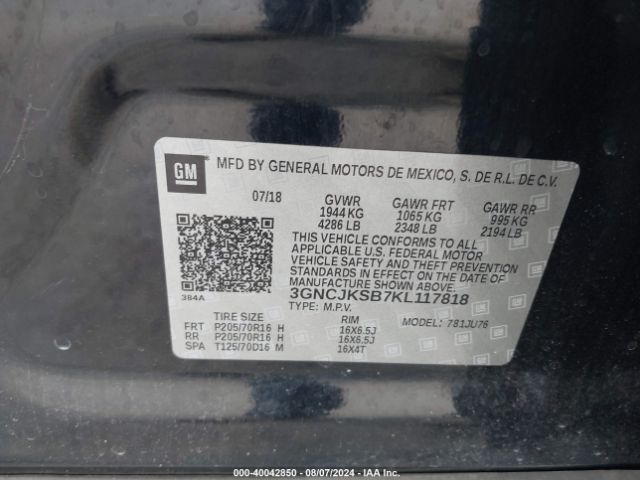 GM MFD BY GENERAL MOTORS DE MEXICO, S. DE R.L. DE C.V.
07/18 GVWR GAWR FRT GAWR RR
1944 KG 1065 KG 995 KG
4286 LB 2348 LB 2194 LB
THIS VEHICLE CONFORMS TO ALL
APPLICABLE U.S. FEDERAL MOTOR
VEHICLE SAFETY STANDARDS IN
EFFECT ON THE DATE OF
MANUFACTURE SHOWN ABOVE.
384A
3GNCJKSB7KL117818
TYPE: M.P.V. MODEL: 781JU76
TIRE SIZE RIM
FRT P205/70R16 H 16X6.5J
RR P205/70R16 H 16X6.5J
SPA T125/70D16 M 16X4T
000-40042850 - 08/07/2024 - IAA Inc.